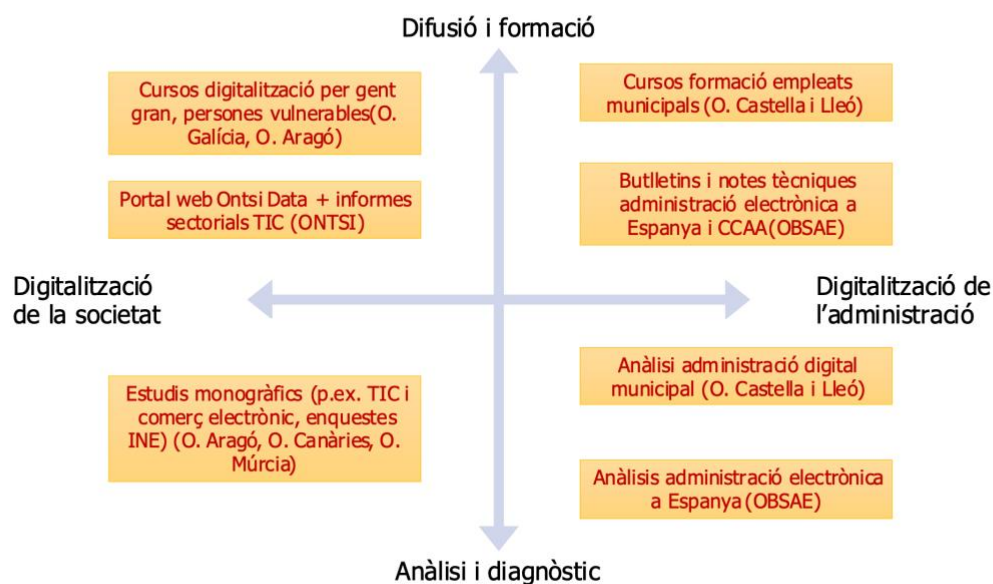 Difusió i formació
Cursos digitalització per gent
gran, persones vulnerables(O.
Galícia, O. Aragó)
Cursos formació empleats
municipals (O. Castella i Lleó)
Portal web Ontsi Data + informes
sectorials TIC (ONTSI)
Butlletins i notes tècniques
administració electrònica a
Espanya i CCAA(OBSAE)
Digitalització
de la societat
Digitalització de
l'administració
Estudis monogràfics (p.ex. TIC i
comerç electrònic, enquestes
INE) (O. Aragó, O. Canàries, O.
Múrcia)
Anàlisi administració digital
municipal (O. Castella i Lleó)
Anàlisis administració electrònica
a Espanya(OBSAE)
Anàlisi i diagnòstic